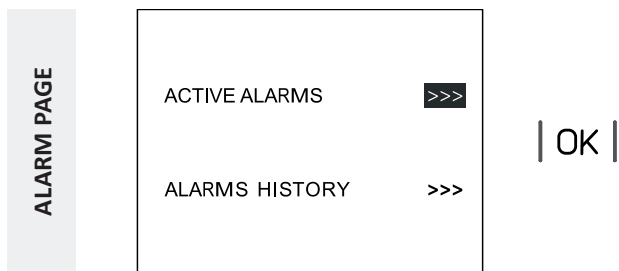 ALARM PAGE
ACTIVE ALARMS >>>
ALARMS HISTORY >>>
| OK |